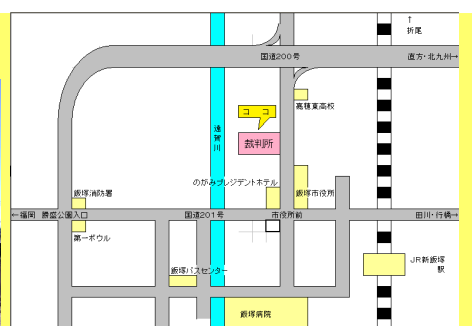 ↑
折尾
国道200号
直方・北九州→
嘉穂東高校
ココ
裁判所
遠賀川
のがみプレジデントホテル
飯塚市役所
飯塚消防署
←福岡 勝盛公園入口
国道201号
市役所前
田川・行橋→
第一ボウル
飯塚バスセンター
JR新飯塚
駅
飯塚病院